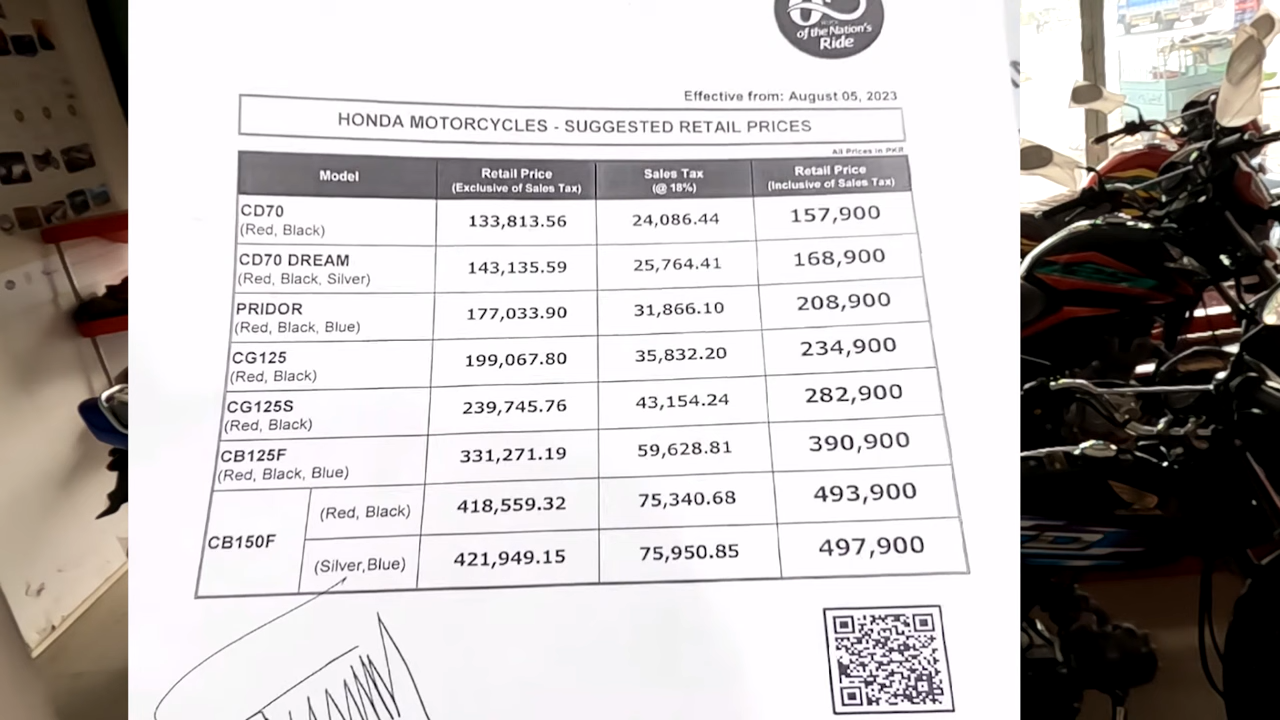 of the Nation's
Ride
Effective from: August 05, 2023
HONDA MOTORCYCLES - SUGGESTED RETAIL PRICES
All Prices in PKR
Model Retail Price (Exclusive of Sales Tax) Sales Tax (@ 18%) Retail Price (Inclusive of Sales Tax)
CD70 (Red, Black) 133,813.56 24,086.44 157,900
CD70 DREAM (Red, Black, Silver) 143,135.59 25,764.41 168,900
PRIDOR (Red, Black, Blue) 177,033.90 31,866.10 208,900
CG125 (Red, Black) 199,067.80 35,832.20 234,900
CG125S (Red, Black) 239,745.76 43,154.24 282,900
CB125F (Red, Black, Blue) 331,271.19 59,628.81 390,900
CB150F (Red, Black) 418,559.32 75,340.68 493,900
(Silver,Blue) 421,949.15 75,950.85 497,900